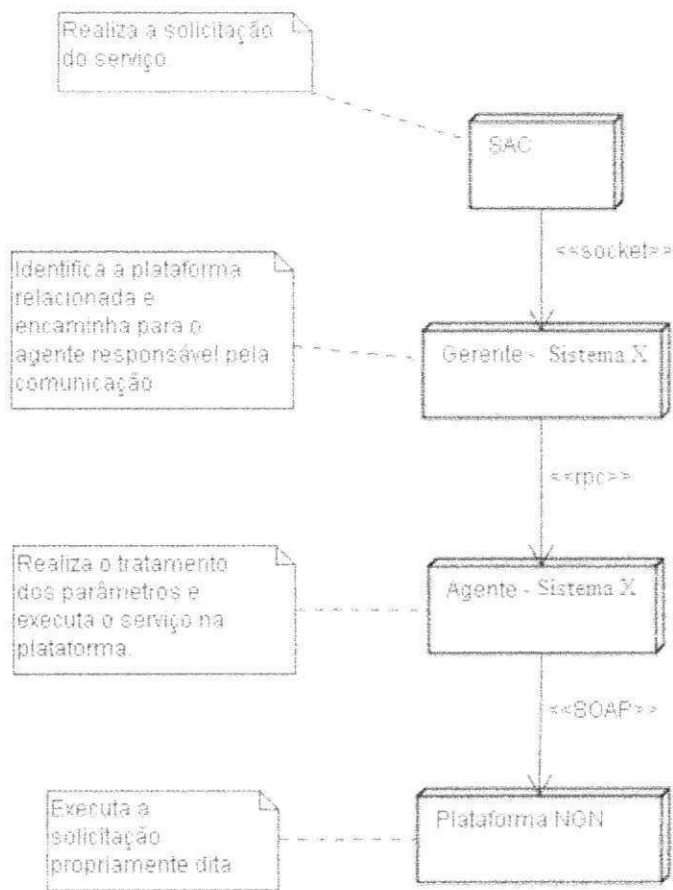 Realiza a solicitação
do serviço.
SAC
<<socket>>
Identifica a plataforma
relacionada e
encaminha para o
agente responsável pela
comunicação
Gerente - Sistema X
<<rpc>>
Realiza o tratamento
dos parâmetros e
executa o serviço na
plataforma.
Agente - Sistema X
<<SOAP>>
Executa a
solicitação
propriamente dita
Plataforma NGN